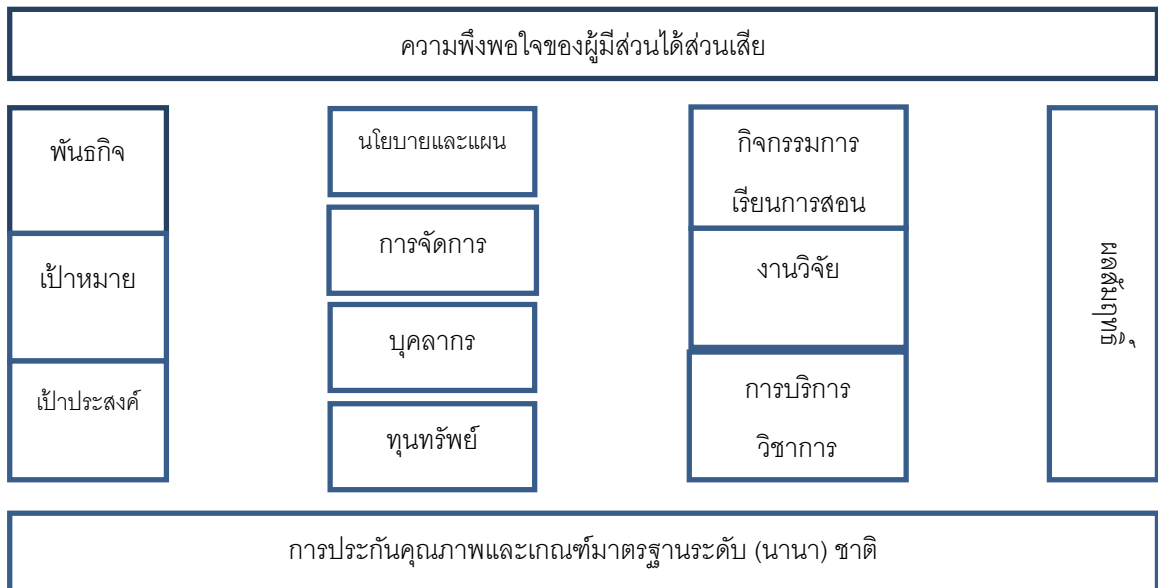 ความพึงพอใจของผู้มีส่วนได้ส่วนเสีย
พันธกิจ
เป้าหมาย
เป้าประสงค์
นโยบายและแผน
การจัดการ
บุคลากร
ทุนทรัพย์
กิจกรรมการ
เรียนการสอน
งานวิจัย
การบริการ
วิชาการ
ผลสัมฤทธิ์
การประกันคุณภาพและเกณฑ์มาตรฐานระดับ (นานา) ชาติ